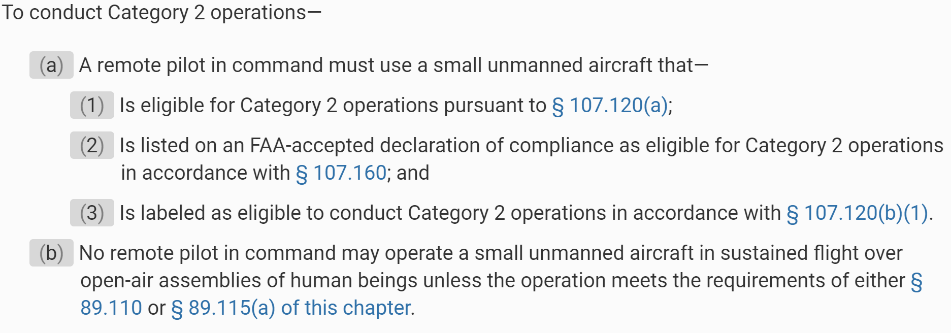 To conduct Category 2 operations—
(a) A remote pilot in command must use a small unmanned aircraft that—
(1) Is eligible for Category 2 operations pursuant to § 107.120(a);
(2) Is listed on an FAA-accepted declaration of compliance as eligible for Category 2 operations
in accordance with § 107.160; and
(3) Is labeled as eligible to conduct Category 2 operations in accordance with § 107.120(b)(1).
(b) No remote pilot in command may operate a small unmanned aircraft in sustained flight over
open-air assemblies of human beings unless the operation meets the requirements of either §
89.110 or § 89.115(a) of this chapter.